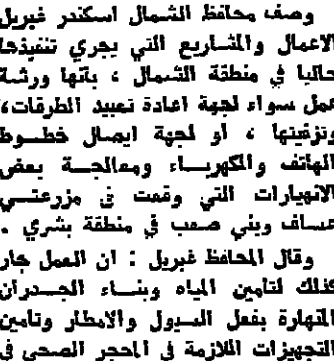 وصف محافظ الشمال اسكندر غبريل
الاعمال والمشاريع التي يجري تنفيذها
حاليا في منطقة الشمال ، بانها ورشة
عمل سواء لجهة اعادة تعبيد الطرقات،
وتزفيتها ، أو لجهة ايصال خطوط
الهاتف والكهرباء ومعالجة بعض
الانهيارات التي وقعت في مزرعتي
عساف وبني صعب في منطقة بشري .
وقال المحافظ غبريل : ان العمل جار
كذلك لتامين المياه وبناء الجدران
المنهارة بفعل السيول والامطار وتامين
التجهيزات اللازمة في الحجر الصحي في